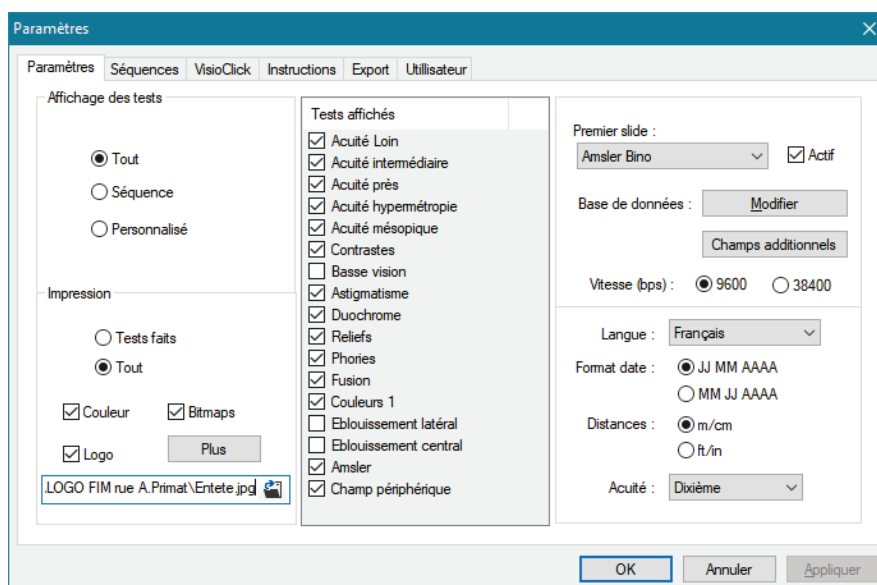 Paramètres
Paramètres Séquences VisioClick Instructions Export Utilisateur
Affichage des tests
Tout
Séquence
Personnalisé
Impression
Tests faits
Tout
Couleur Bitmaps
Logo Plus
.LOGO FIM rue A.Primat\Entete.jpg
Tests affichés
Acuité Loin
Acuité intermédiaire
Acuité près
Acuité hypermétropie
Acuité mésopique
Contrastes
Basse vision
Astigmatisme
Duochrome
Reliefs
Phories
Fusion
Couleurs 1
Eblouissement latéral
Eblouissement central
Amsler
Champ périphérique
Premier slide :
Amsler Bino Actif
Base de données : Modifier
Champs additionnels
Vitesse (bps) : 9600 38400
Langue : Français
Format date : JJ MM AAAA
MM JJ AAAA
Distances : m/cm
ft/in
Acuité : Dixième
OK Annuler Appliquer